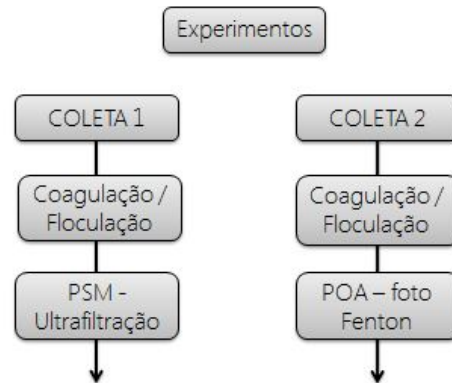 Experimentos
COLETA 1
Coagulação /
Floculação
PSM -
Ultrafiltração
COLETA 2
Coagulação /
Floculação
POA – foto
Fenton